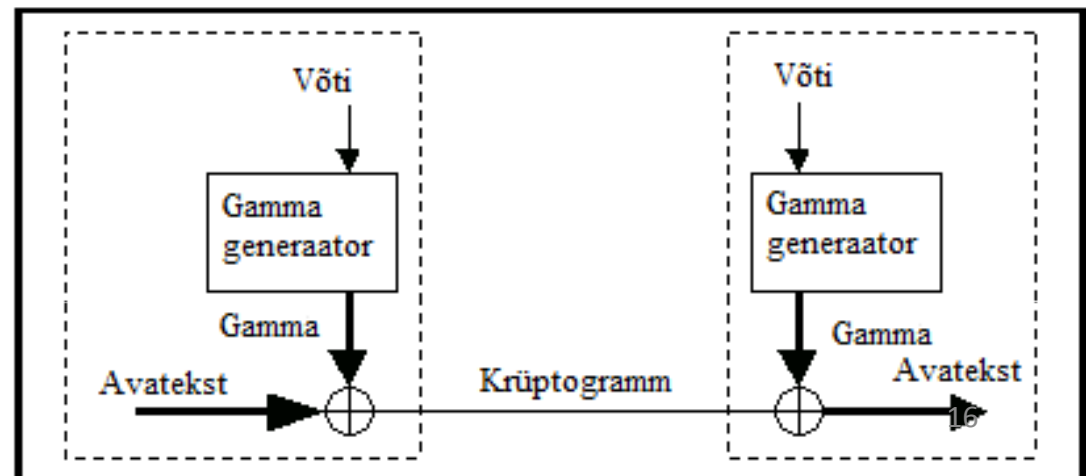 Võti
Gamma
generaator
Gamma
Avatekst
Krüptogramm
Võti
Gamma
generaator
Gamma
Avatekst
16